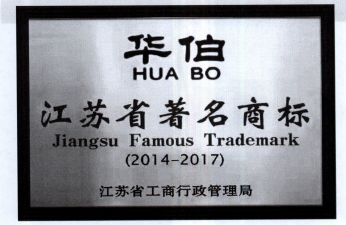 华伯
HUA BO
江苏省著名商标
Jiangsu Famous Trademark
(2014-2017)
江苏省工商行政管理局